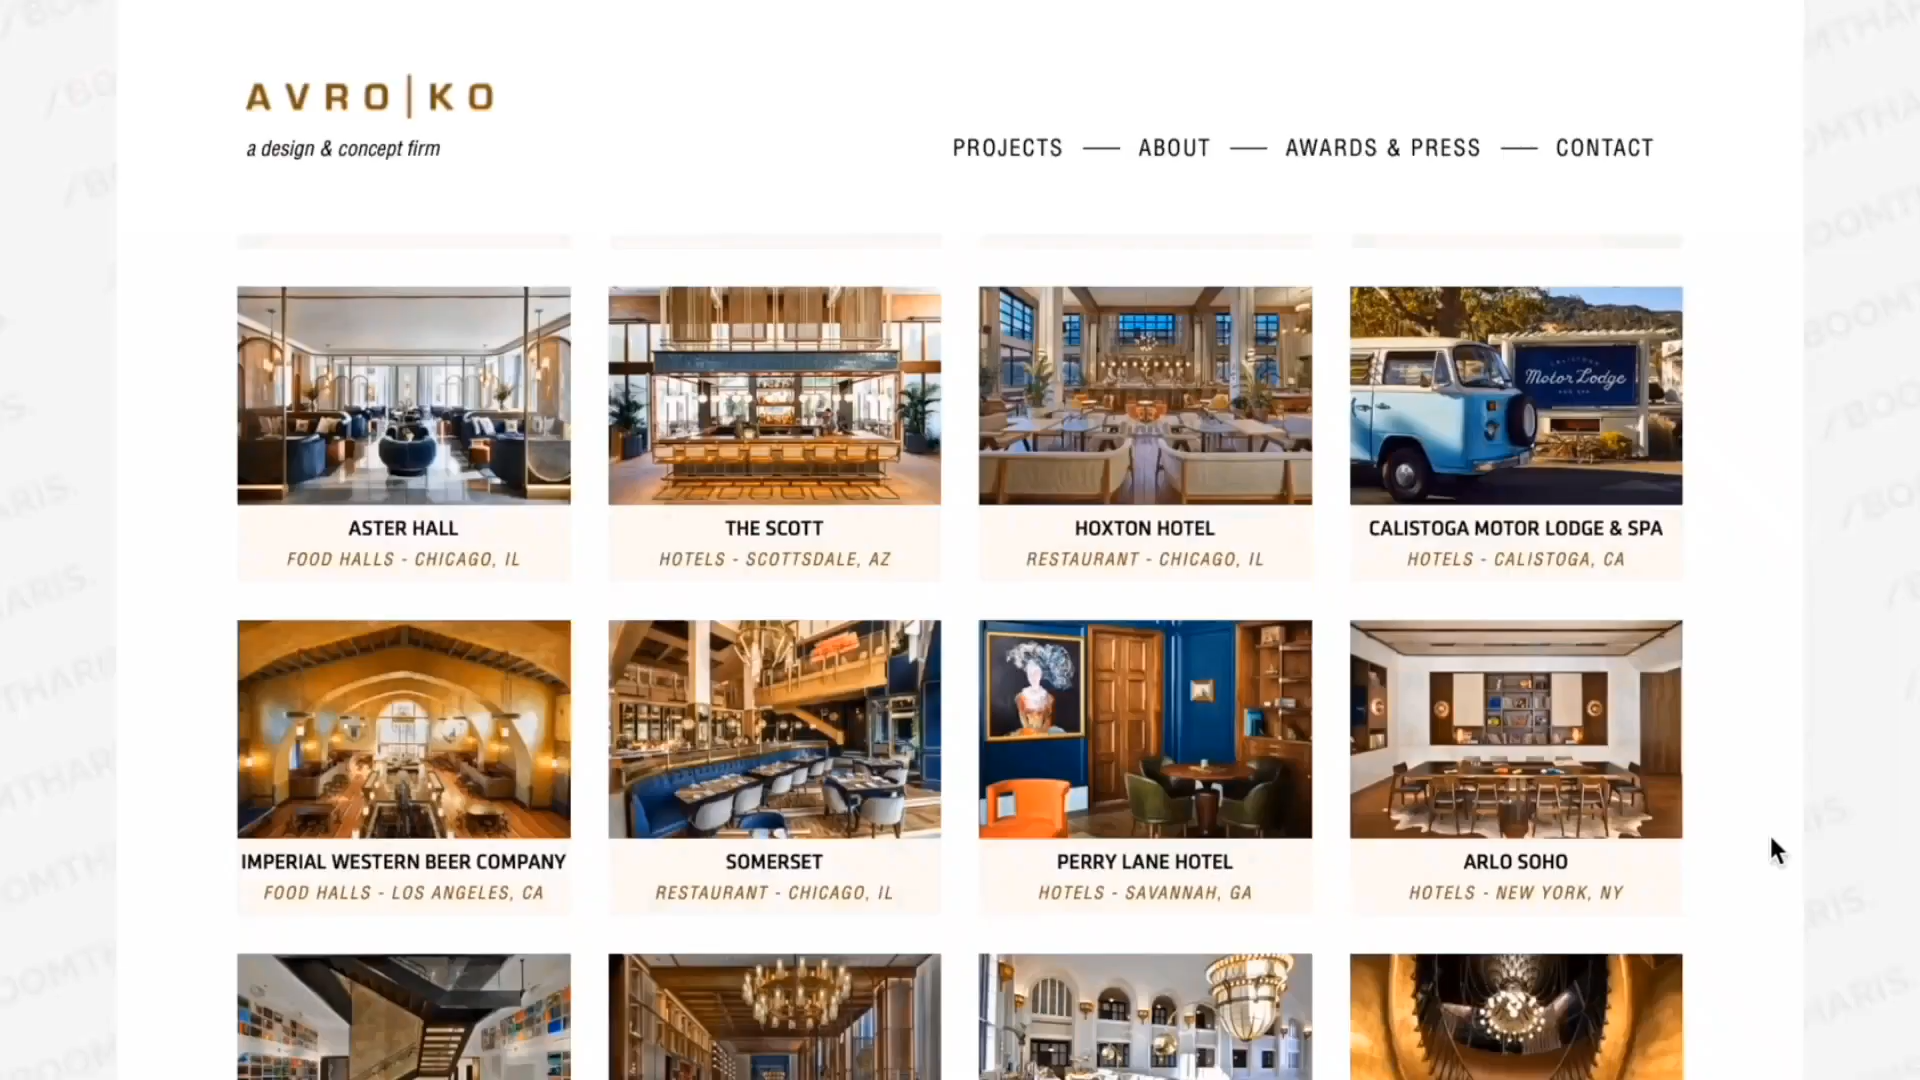 AVRO|KO
a design & concept firm
PROJECTS — ABOUT — AWARDS & PRESS — CONTACT
CALISTOGA
Motor Lodge
AND SPA
ASTER HALL
FOOD HALLS - CHICAGO, IL
THE SCOTT
HOTELS - SCOTTSDALE, AZ
HOXTON HOTEL
RESTAURANT - CHICAGO, IL
CALISTOGA MOTOR LODGE & SPA
HOTELS - CALISTOGA, CA
IMPERIAL WESTERN BEER COMPANY
FOOD HALLS - LOS ANGELES, CA
SOMERSET
RESTAURANT - CHICAGO, IL
PERRY LANE HOTEL
HOTELS - SAVANNAH, GA
ARLO SOHO
HOTELS - NEW YORK, NY